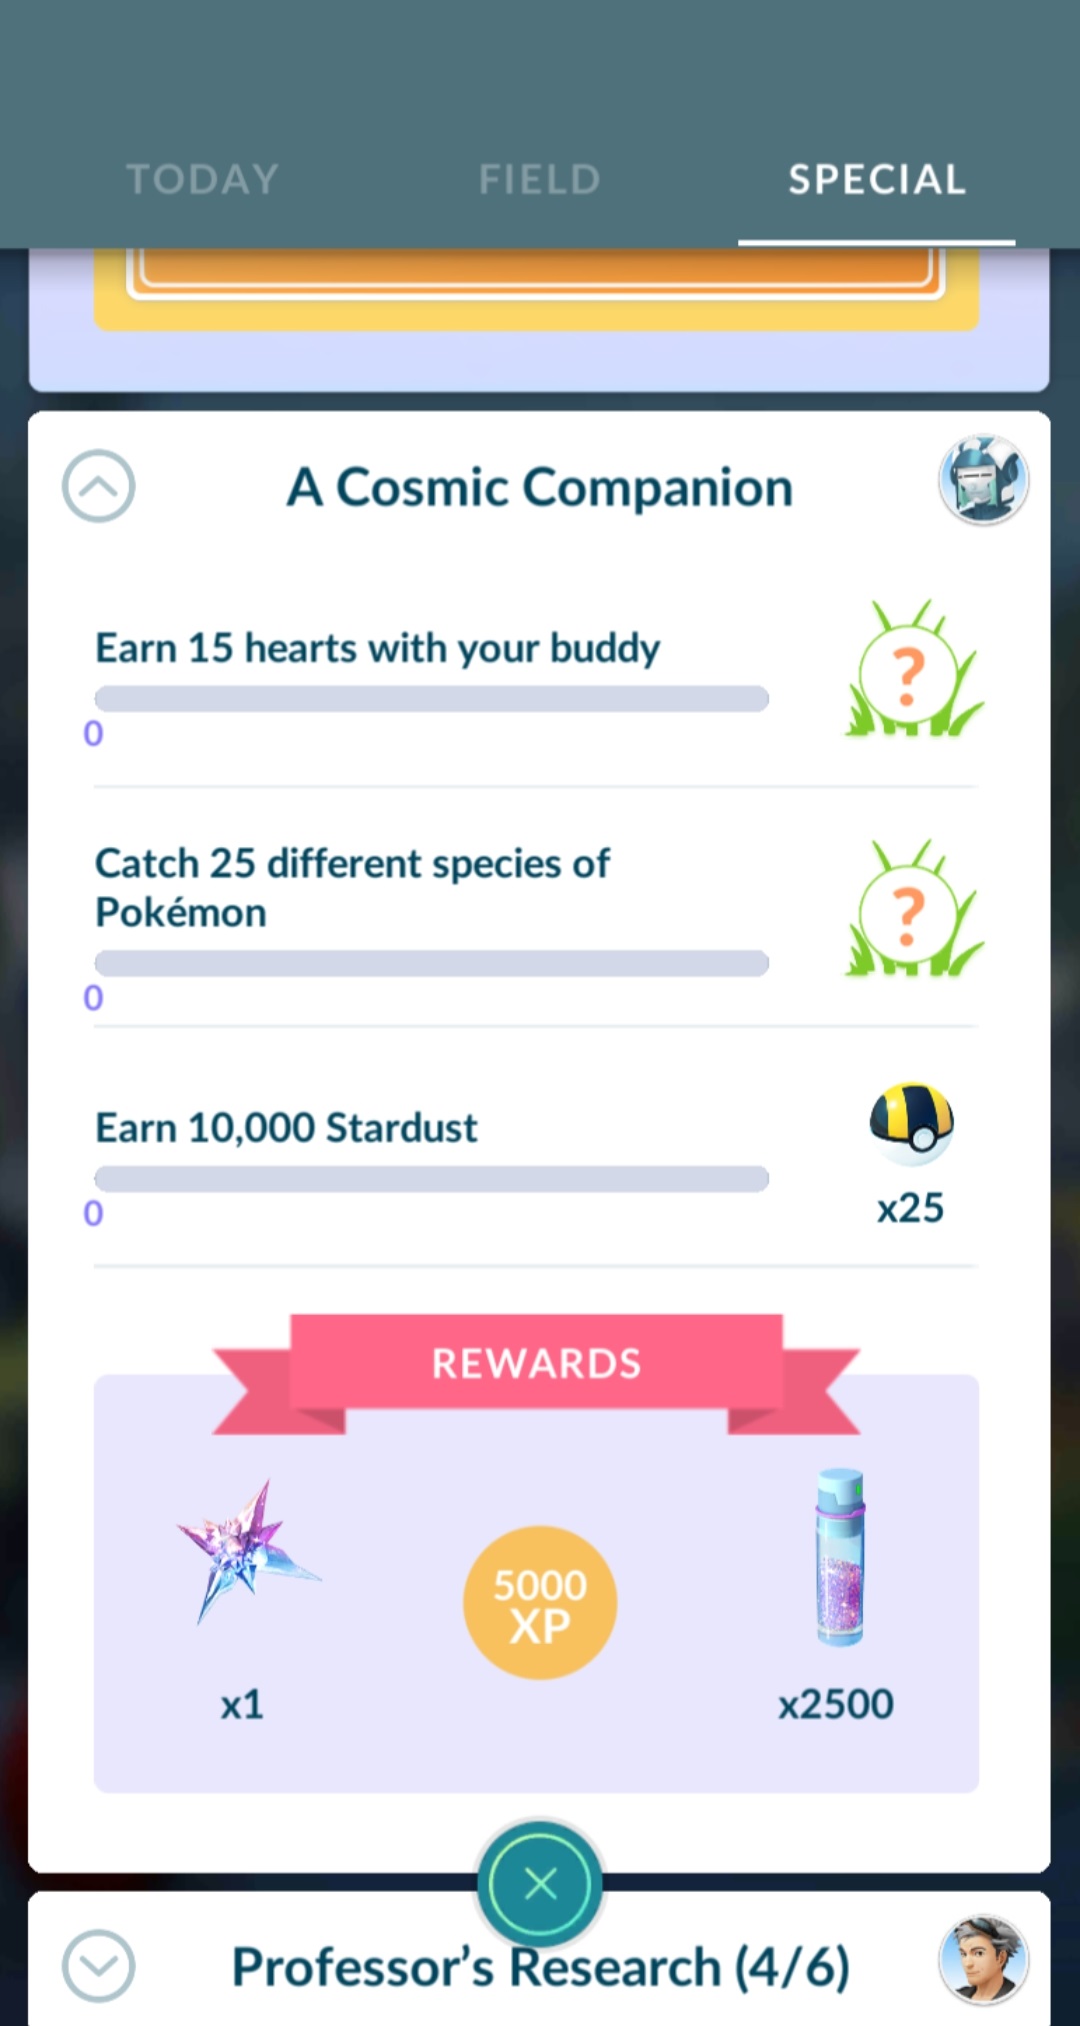 TODAY
FIELD
SPECIAL
A Cosmic Companion
Earn 15 hearts with your buddy
?
0
Catch 25 different species of
Pokémon
?
0
Earn 10,000 Stardust
0
x25
REWARDS
5000
XP
x1
x2500
Professor's Research (4/6)